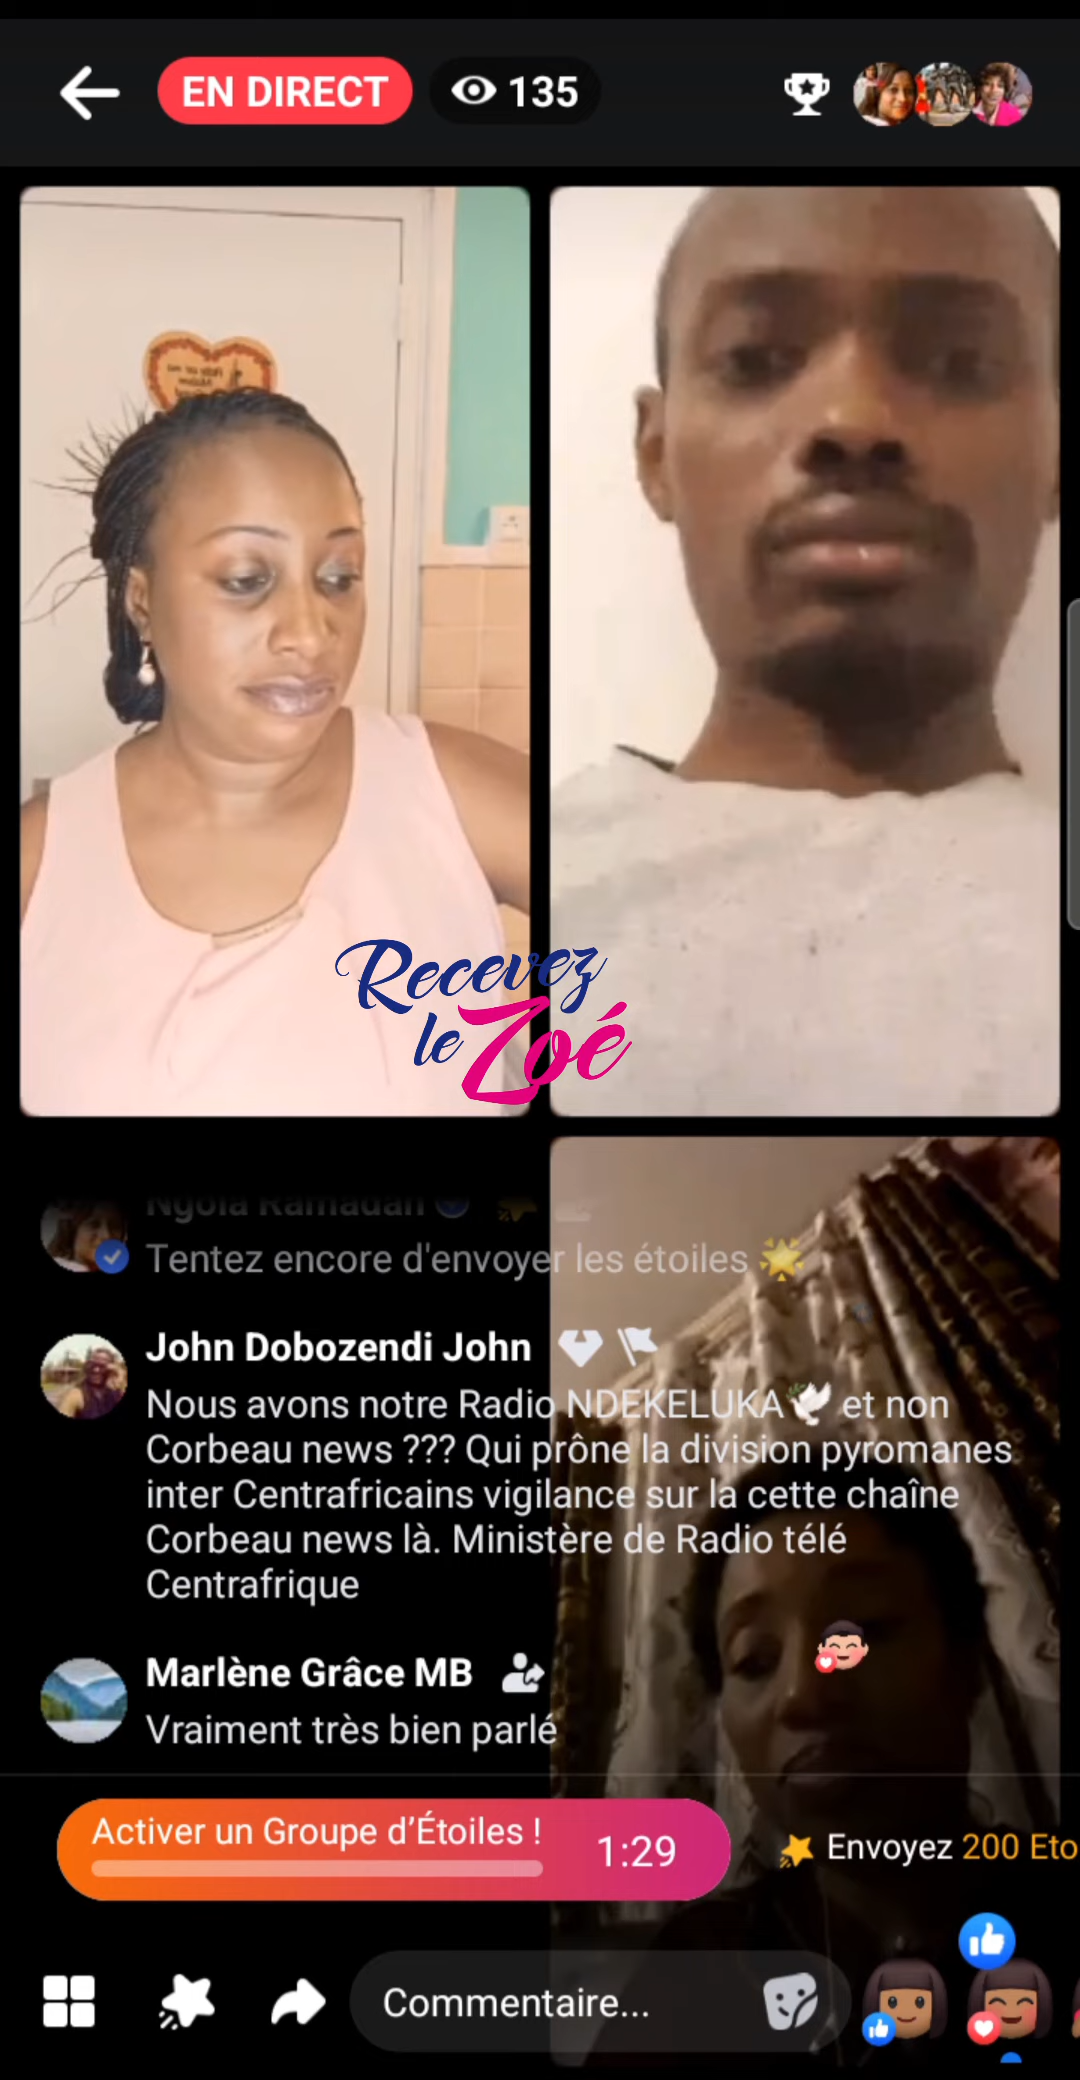 EN DIRECT
135
Recevez
le Zoé
Ngola Ramadan
Tentez encore d'envoyer les étoiles
John Dobozendi John
Nous avons notre Radio NDEKELUKA🕊 et non
Corbeau news ??? Qui prône la division pyromanes
inter Centrafricains vigilance sur la cette chaîne
Corbeau news là. Ministère de Radio télé
Centrafrique
Marlène Grâce MB
Vraiment très bien parlé
Activer un Groupe d'Étoiles !
1:29
Envoyez 200 Eto
Commentaire...